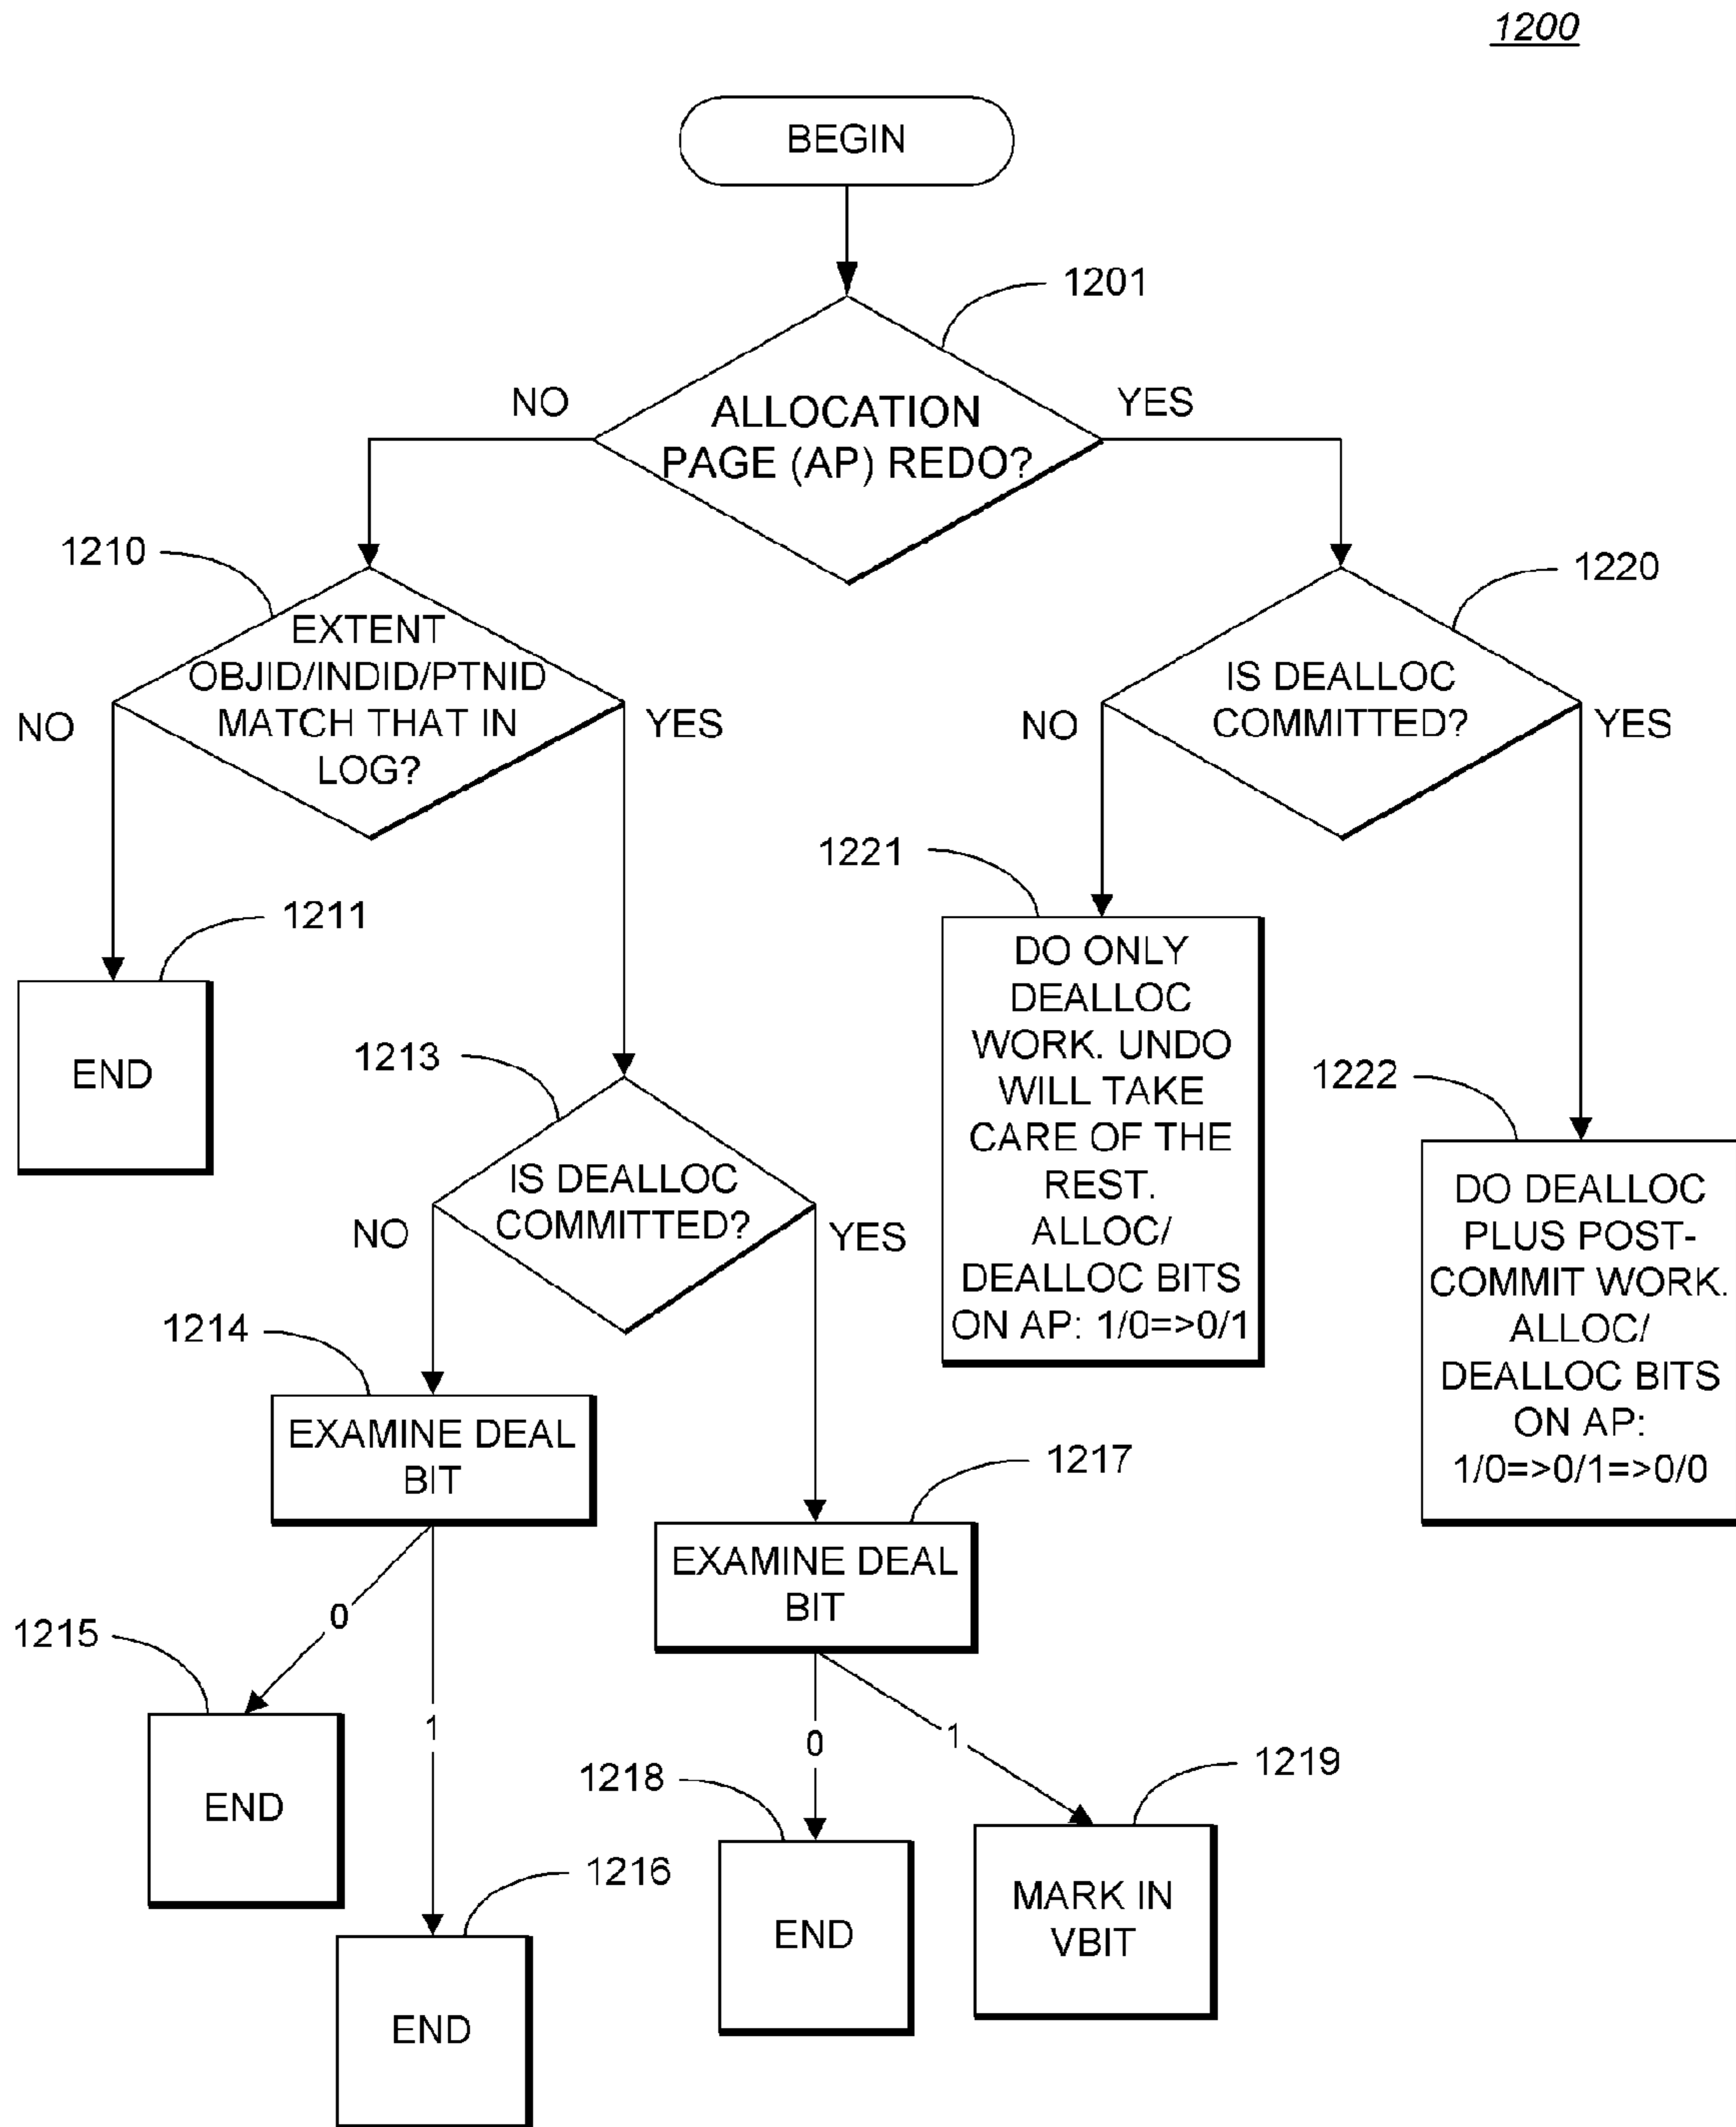 1200
BEGIN
1201
NO
YES
ALLOCATION
PAGE (AP) REDO?
1210
1220
EXTENT
OBJID/INDID/PTNID
MATCH THAT IN
LOG?
NO
YES
IS DEALLOC
COMMITTED?
NO
YES
1221
1211
DO ONLY
DEALLOC
WORK. UNDO
WILL TAKE
CARE OF THE
REST.
ALLOC/
DEALLOC BITS
ON AP: 1/0=>0/1
END
1213
1222
IS DEALLOC
COMMITTED?
NO
YES
DO DEALLOC
PLUS POST-
COMMIT WORK.
ALLOC/
DEALLOC BITS
ON AP:
1/0=>0/1=>0/0
1214
EXAMINE DEAL
BIT
1217
EXAMINE DEAL
BIT
0
1
1215
END
1216
END
0
1
1218
END
1219
MARK IN
VBIT